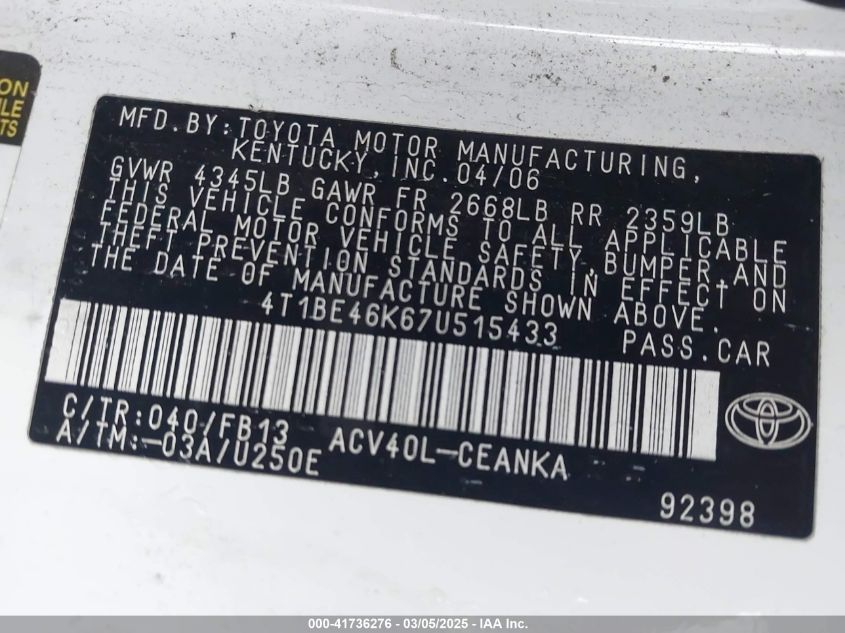 ON
LE
TS
MFD.BY:TOYOTA MOTOR MANUFACTURING,
KENTUCKY,INC.04/06
GVWR 4345LB GAWR FR 2668LB RR 2359LB
THIS VEHICLE CONFORMS TO ALL APPLICABLE
FEDERAL MOTOR VEHICLE SAFETY,BUMPER,AND
THEFT PREVENTION STANDARDS IN EFFECT ON
THE DATE OF MANUFACTURE SHOWN ABOVE.
4T1BE46K67U515433 PASS.CAR
C/TR:040/FB13 ACV40L-CEANKA
A/TM:-03A/U250E
92398
000-41736276 - 03/05/2025 - IAA Inc.